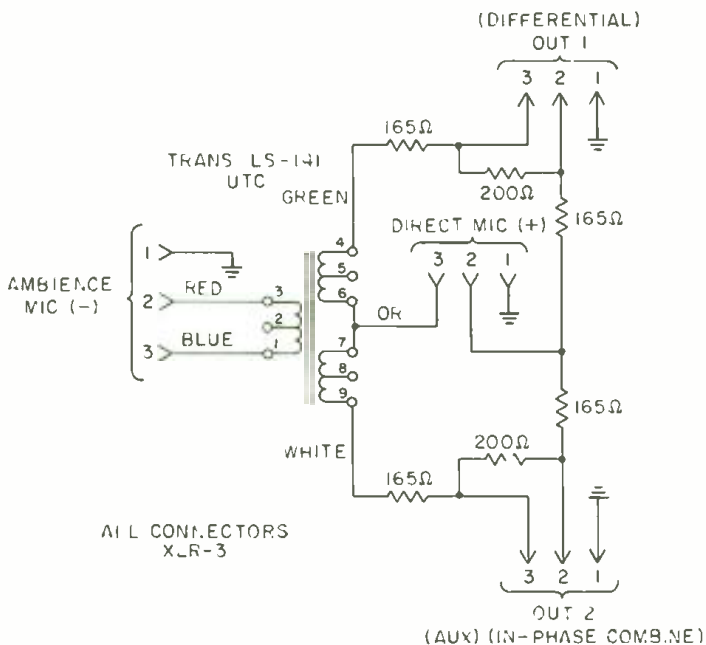 (DIFFERENTIAL)
OUT 1
3 2 1
165Ω
TRANS LS-141
UTC
GREEN
200Ω
165Ω
DIRECT MIC (+)
3 2 1
4
5
6
OR
AMBIENCE
MIC (-)
1
2 RED 3
2
3 BLUE 1
7
8
9
165Ω
WHITE
200Ω
165Ω
ALL CONNECTORS
XLR-3
3 2 1
OUT 2
(AUX) (IN-PHASE COMBINE)